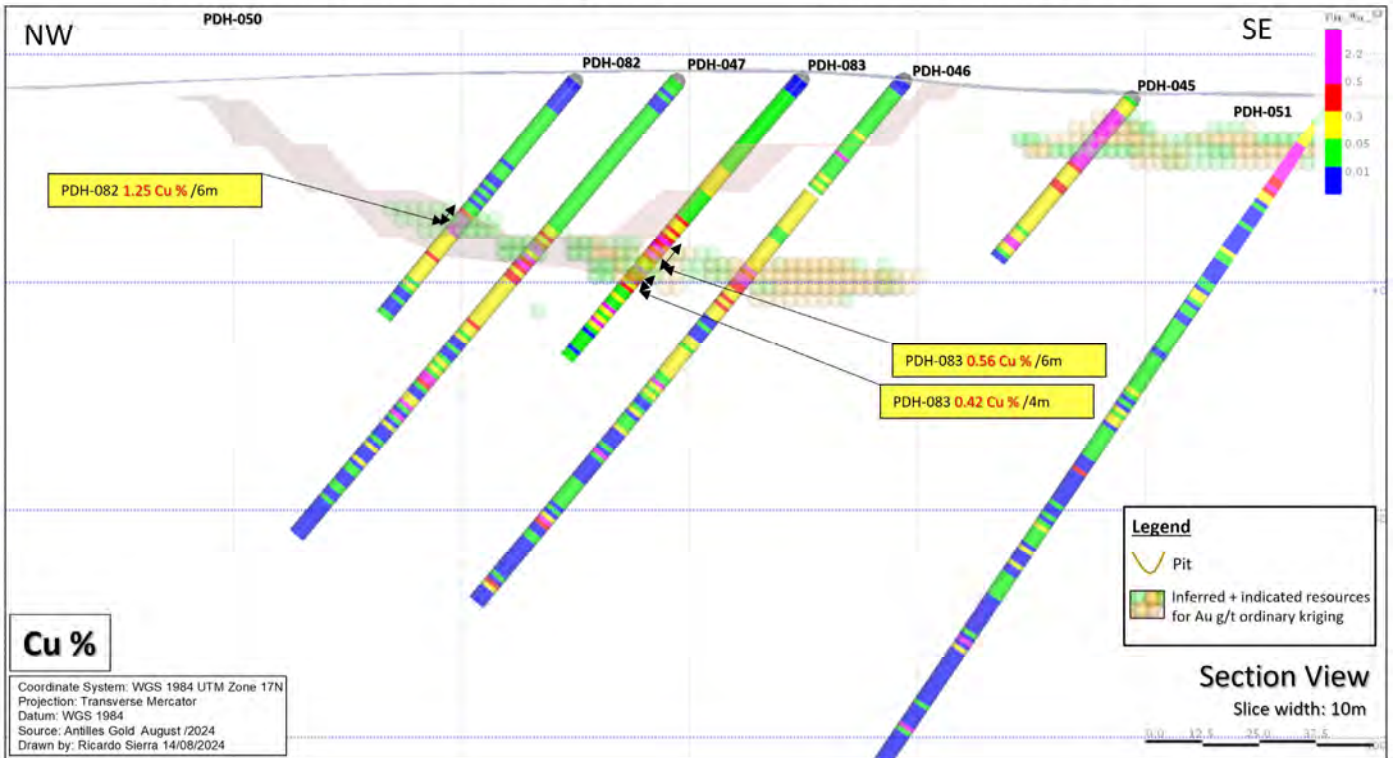 PDH-050
NW
SE
PDH-082
PDH-047
PDH-083
PDH-046
PDH-045
PDH-051
2.2
0.5
0.3
0.05
0.01
PDH-082 1.25 Cu % /6m
PDH-083 0.56 Cu % /6m
PDH-083 0.42 Cu % /4m
Legend
Pit
Inferred + indicated resources
for Au g/t ordinary kriging
Cu %
Coordinate System: WGS 1984 UTM Zone 17N
Projection: Transverse Mercator
Datum: WGS 1984
Source: Antilles Gold August /2024
Drawn by: Ricardo Sierra 14/08/2024
Section View
Slice width: 10m
0.0 12.5 25.0 37.5